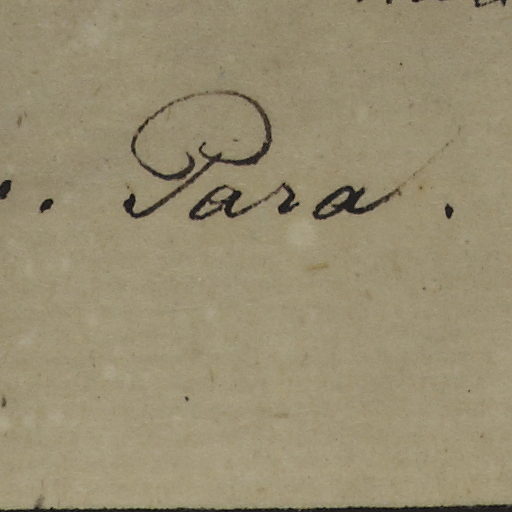 . Para .